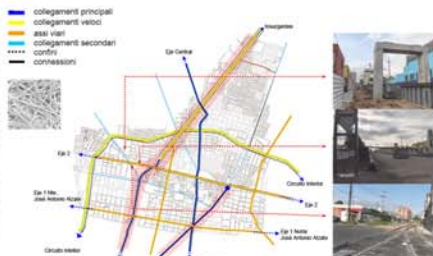 collegamenti principali
collegamenti veloci
assi viari
collegamenti secondari
confini
connessioni
Insurgentes
Eje Central
Eje 2
Circuito Interior
Eje 1 Nte.
José Antonio Alzate
Eje 2
Eje 1 Norte
José Antonio Alzate
Circuito Interior